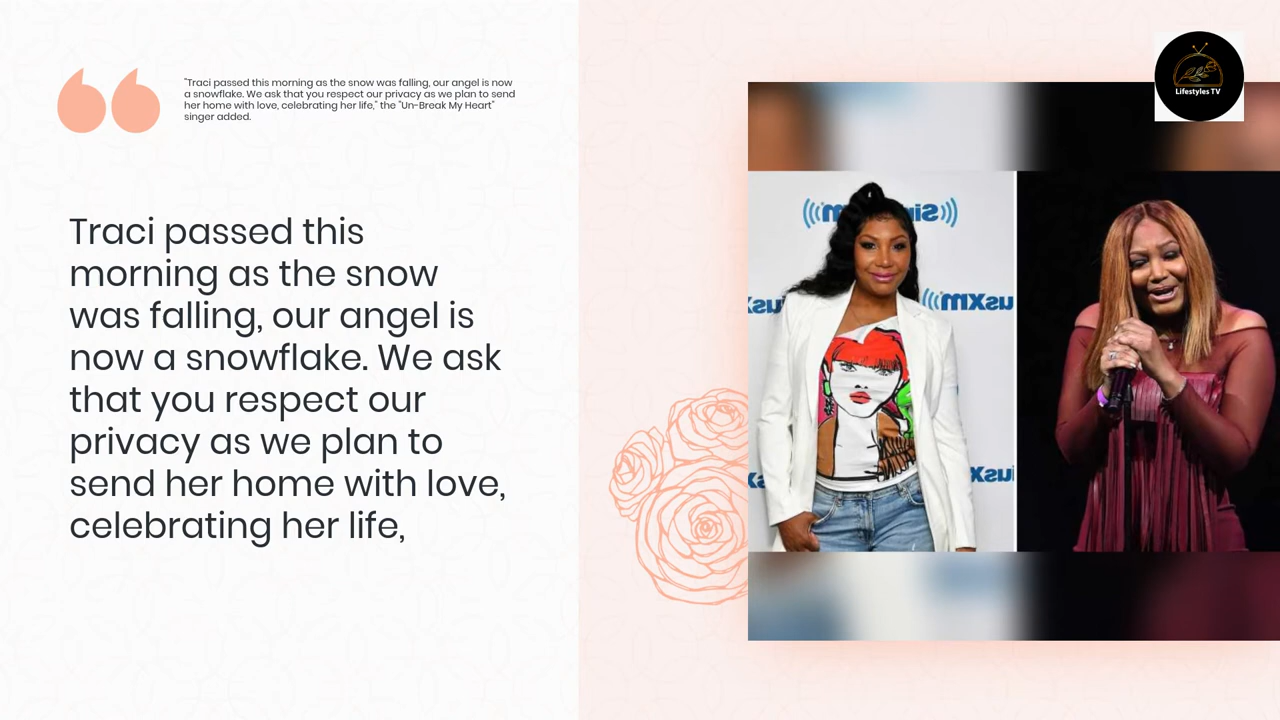 "Traci passed this morning as the snow was falling, our angel is now
a snowflake. We ask that you respect our privacy as we plan to send
her home with love, celebrating her life," the "Un-Break My Heart"
singer added.
Lifestyles TV
Traci passed this
morning as the snow
was falling, our angel is
now a snowflake. We ask
that you respect our
privacy as we plan to
send her home with love,
celebrating her life,